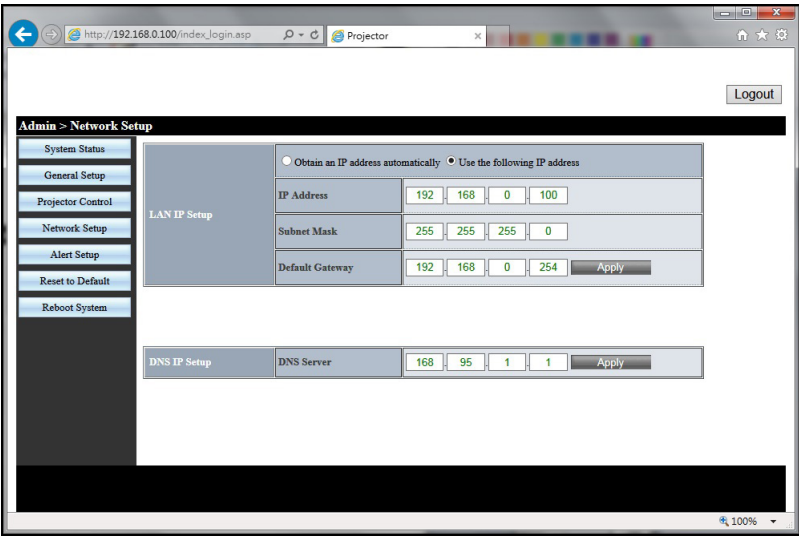 http://192.168.0.100/index_login.asp
Projector
Logout
Admin > Network Setup
System Status
General Setup
Projector Control
Network Setup
Alert Setup
Reset to Default
Reboot System
Obtain an IP address automatically Use the following IP address
LAN IP Setup
IP Address 192 . 168 . 0 . 100
Subnet Mask 255 . 255 . 255 . 0
Default Gateway 192 . 168 . 0 . 254 Apply
DNS IP Setup DNS Server 168 . 95 . 1 . 1 Apply
100%